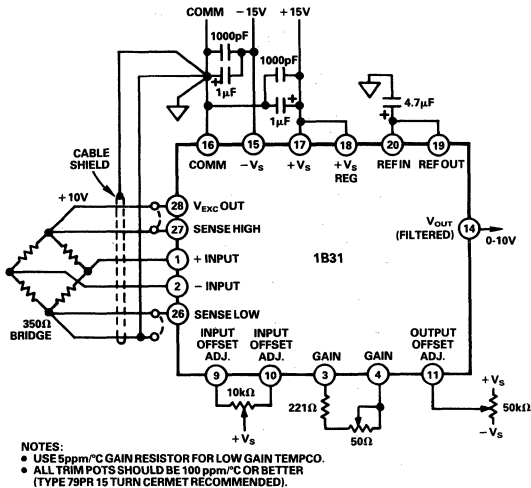 COMM −15V +15V
1000pF
1000pF
1μF
1μF
4.7μF
16 15 17 18 20 19
COMM −VS +VS +VS REG REF IN REF OUT
CABLE
SHIELD
+10V
28 VEXC OUT
27 SENSE HIGH
1 + INPUT
2 − INPUT
26 SENSE LOW
350Ω
BRIDGE
1B31
VOUT
(FILTERED)
14 0-10V
INPUT
OFFSET
ADJ.
INPUT
OFFSET
ADJ.
GAIN
GAIN
OUTPUT
OFFSET
ADJ.
9 10 3 4 11
10kΩ
+VS
221Ω
50Ω
+VS
50kΩ
−VS
NOTES:
● USE 5ppm/°C GAIN RESISTOR FOR LOW GAIN TEMPCO.
● ALL TRIM POTS SHOULD BE 100 ppm/°C OR BETTER
(TYPE 79PR 15 TURN CERMET RECOMMENDED).